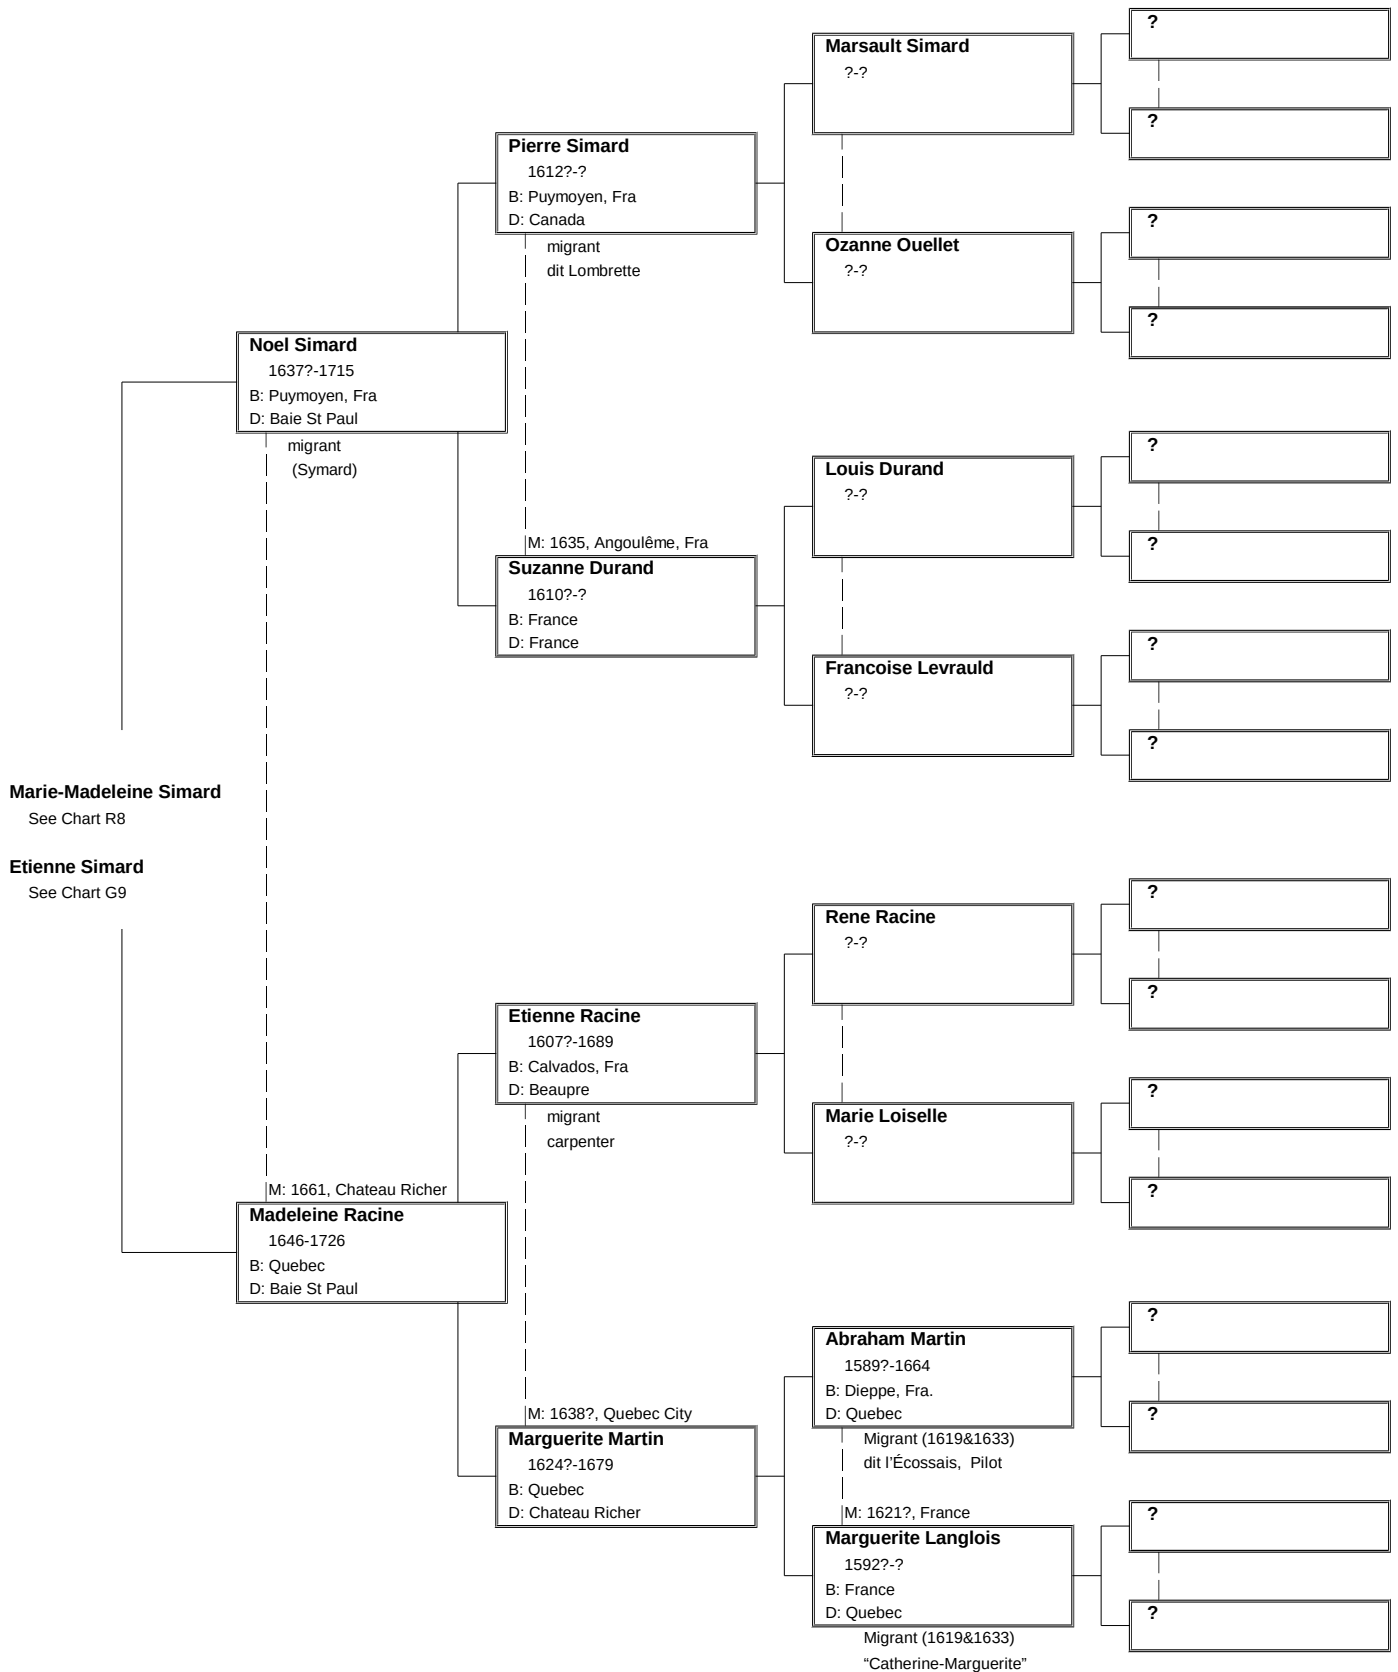 ?
Marsault Simard
?-?
?
Pierre Simard
1612?-?
B: Puymoyen, Fra
D: Canada
migrant
dit Lombrette
?
Ozanne Ouellet
?-?
?
Noel Simard
1637?-1715
B: Puymoyen, Fra
D: Baie St Paul
migrant
(Symard)
?
Louis Durand
?-?
?
M: 1635, Angoulême, Fra
Suzanne Durand
1610?-?
B: France
D: France
?
Francoise Levrauld
?-?
?
Marie-Madeleine Simard
See Chart R8
Etienne Simard
See Chart G9
?
Rene Racine
?-?
?
Etienne Racine
1607?-1689
B: Calvados, Fra
D: Beaupre
migrant
carpenter
?
Marie Loiselle
?-?
?
M: 1661, Chateau Richer
Madeleine Racine
1646-1726
B: Quebec
D: Baie St Paul
?
Abraham Martin
1589?-1664
B: Dieppe, Fra.
D: Quebec
Migrant (1619&1633)
dit l'Écossais, Pilot
?
M: 1638?, Quebec City
Marguerite Martin
1624?-1679
B: Quebec
D: Chateau Richer
?
M: 1621?, France
Marguerite Langlois
1592?-?
B: France
D: Quebec
Migrant (1619&1633)
“Catherine-Marguerite”
?